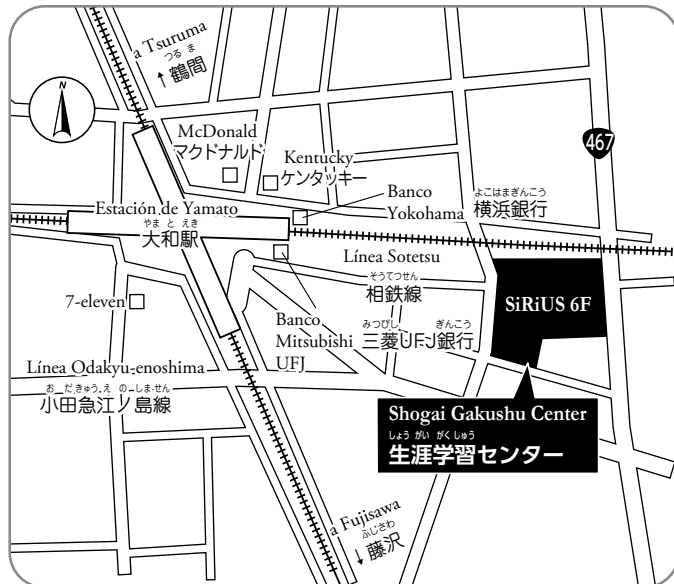 a Tsuruma
つる ま
↑鶴間
N
McDonald
マクドナルド
Kentucky
ケンタッキー
467
Banco
Yokohama
よこはまぎんこう
横浜銀行
Estación de Yamato
やま と えき
大和駅
Línea Sotetsu
そうてつせん
相鉄線
SiRiUS 6F
7-eleven
Banco
Mitsubishi
UFJ
みつびし ぎんこう
三菱UFJ銀行
Línea Odakyu-enoshima
お だきゅう え の しま せん
小田急江ノ島線
Shogai Gakushu Center
しょう がい がく しゅう
生涯学習センター
a Fujisawa
ふじさわ
↓藤沢